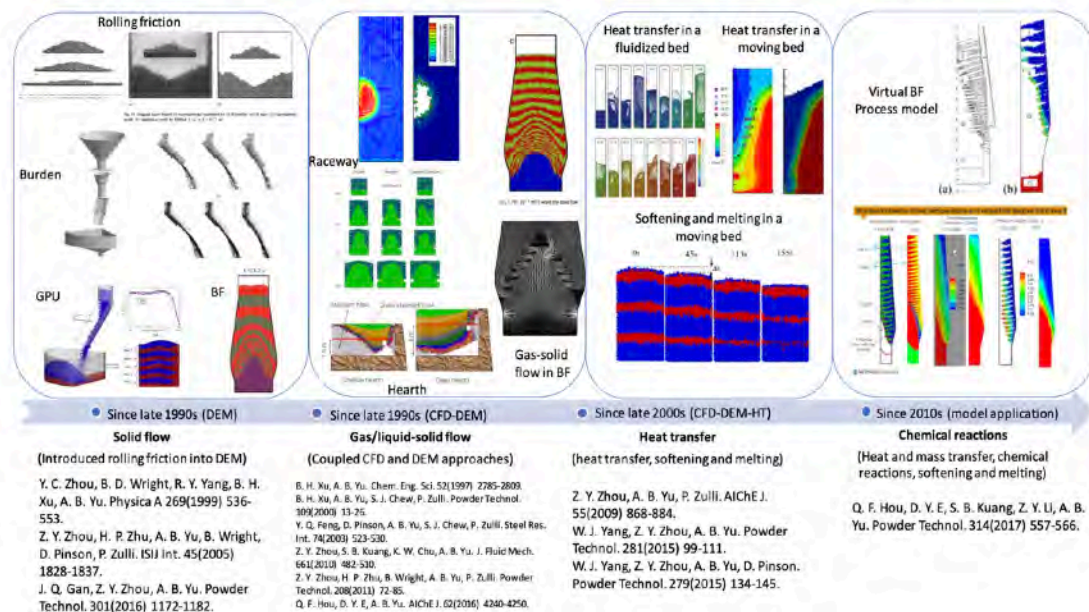 Rolling friction
Burden
GPU
BF
Raceway
Hearth
Gas-solid
flow in BF
Heat transfer in a
fluidized bed
Heat transfer in a
moving bed
Softening and melting in a
moving bed
Virtual BF
Process model
(a)
(b)
Since late 1990s (DEM)
Solid flow
(Introduced rolling friction into DEM)
Y. C. Zhou, B. D. Wright, R. Y. Yang, B. H.
Xu, A. B. Yu. Physica A 269(1999) 536-
553.
Z. Y. Zhou, H. P. Zhu, A. B. Yu, B. Wright,
D. Pinson, P. Zulli. ISIJ Int. 45(2005)
1828-1837.
J. Q. Gan, Z. Y. Zhou, A. B. Yu. Powder
Technol. 301(2016) 1172-1182.
Since late 1990s (CFD-DEM)
Gas/liquid-solid flow
(Coupled CFD and DEM approaches)
B. H. Xu, A. B. Yu. Chem. Eng. Sci. 52(1997) 2785-2809.
B. H. Xu, A. B. Yu, S. J. Chew, P. Zulli. Powder Technol.
109(2000) 13-26.
Y. Q. Feng, D. Pinson, A. B. Yu, S. J. Chew, P. Zulli. Steel Res.
Int. 74(2003) 523-530.
Z. Y. Zhou, S. B. Kuang, K. W. Chu, A. B. Yu. J. Fluid Mech.
661(2010) 482-510.
Z. Y. Zhou, H. P. Zhu, B. Wright, A. B. Yu, P. Zulli. Powder
Technol. 208(2011) 72-85.
Q. F. Hou, D. Y. E, A. B. Yu. AIChE J. 62(2016) 4240-4250.
Since late 2000s (CFD-DEM-HT)
Heat transfer
(heat transfer, softening and melting)
Z. Y. Zhou, A. B. Yu, P. Zulli. AIChE J.
55(2009) 868-884.
W. J. Yang, Z. Y. Zhou, A. B. Yu. Powder
Technol. 281(2015) 99-111.
W. J. Yang, Z. Y. Zhou, A. B. Yu, D. Pinson.
Powder Technol. 279(2015) 134-145.
Since 2010s (model application)
Chemical reactions
(Heat and mass transfer, chemical
reactions, softening and melting)
Q. F. Hou, D. Y. E, S. B. Kuang, Z. Y. Li, A. B.
Yu. Powder Technol. 314(2017) 557-566.